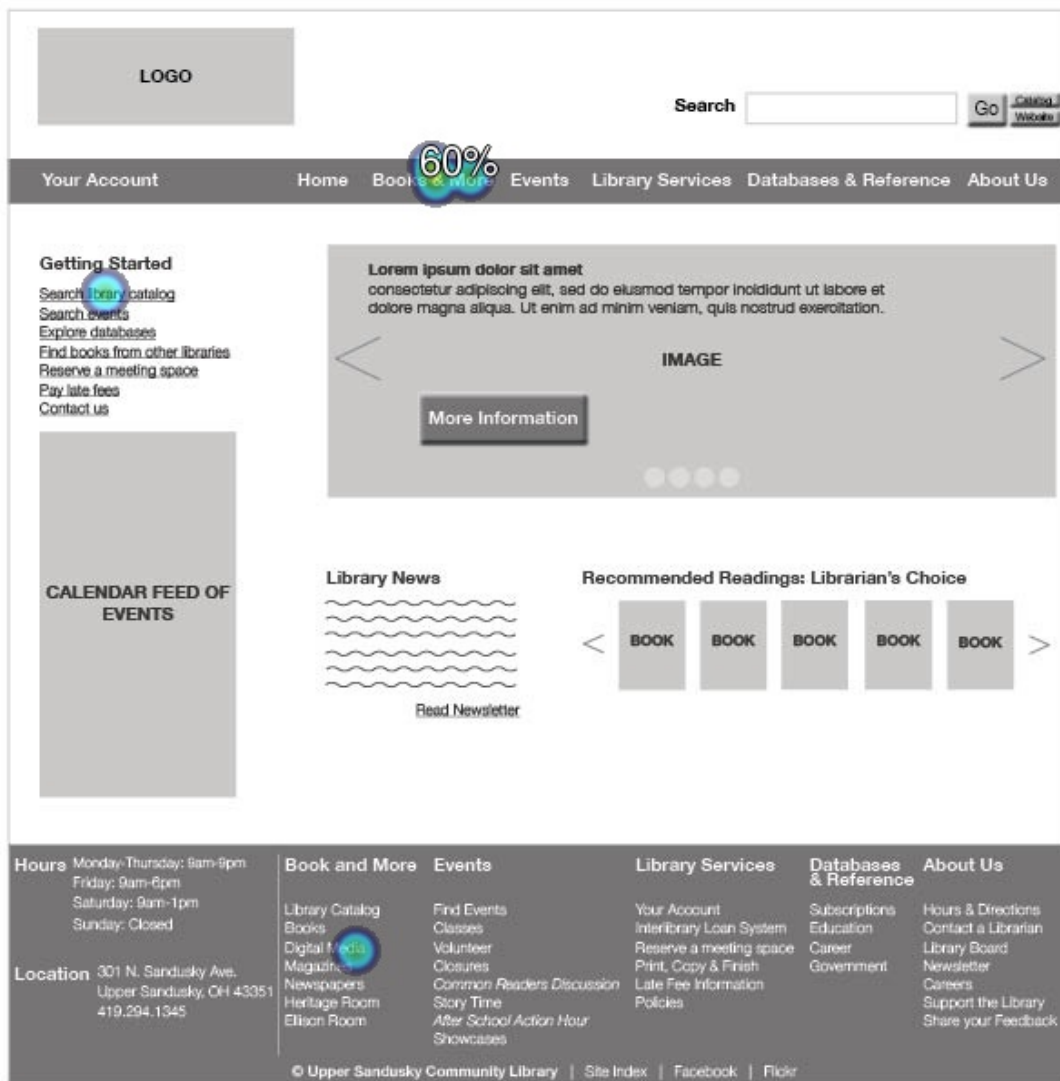 LOGO
Search
Go
Catalog
Website
60%
Your Account
Home
Books & More
Events
Library Services
Databases & Reference
About Us
Getting Started
Search library catalog
Search events
Explore databases
Find books from other libraries
Reserve a meeting space
Pay late fees
Contact us
Lorem ipsum dolor sit amet
consectetur adipiscing elit, sed do eiusmod tempor incididunt ut labore et
dolore magna aliqua. Ut enim ad minim veniam, quis nostrud exercitation.
IMAGE
More Information
CALENDAR FEED OF
EVENTS
Library News
Read Newsletter
Recommended Readings: Librarian's Choice
BOOK
BOOK
BOOK
BOOK
BOOK
Hours
Monday-Thursday: 9am-9pm
Friday: 9am-6pm
Saturday: 9am-1pm
Sunday: Closed
Location
301 N. Sandusky Ave.
Upper Sandusky, OH 43351
419.294.1345
Book and More
Library Catalog
Books
Digital Media
Magazines
Newspapers
Heritage Room
Ellison Room
Events
Find Events
Classes
Volunteer
Closures
Common Readers Discussion
Story Time
After School Action Hour
Showcases
Library Services
Your Account
Interlibrary Loan System
Reserve a meeting space
Print, Copy & Finish
Late Fee Information
Policies
Databases
& Reference
Subscriptions
Education
Career
Government
About Us
Hours & Directions
Contact a Librarian
Library Board
Newsletter
Careers
Support the Library
Share your Feedback
© Upper Sandusky Community Library | Site Index | Facebook | Flickr